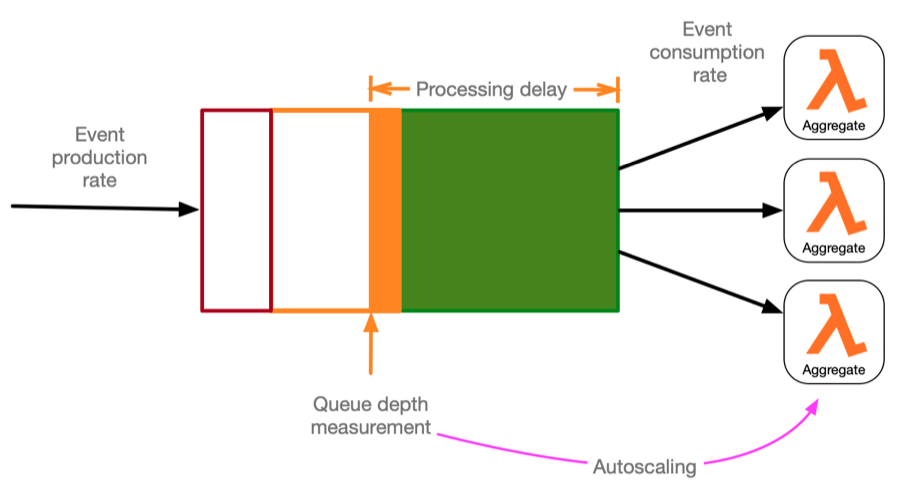 Event
consumption
rate
Processing delay
Event
production
rate
Aggregate
Aggregate
Aggregate
Queue depth
measurement
Autoscaling